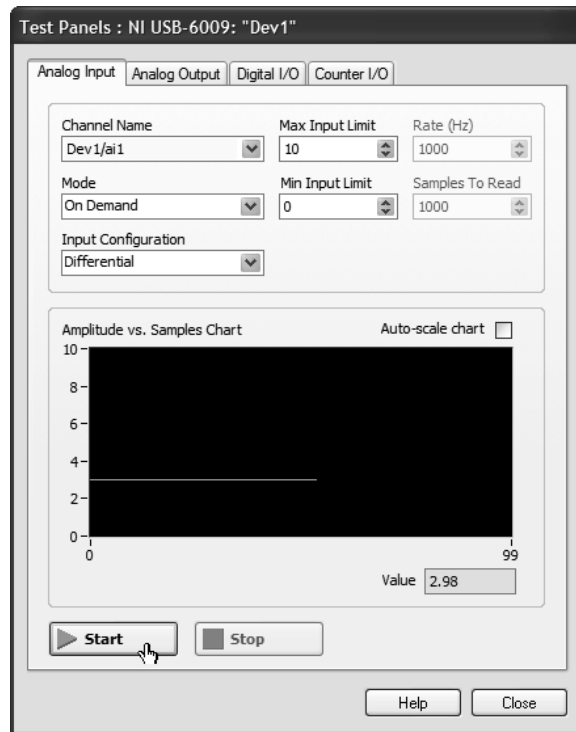 Test Panels : NI USB-6009: "Dev1"
Analog Input Analog Output Digital I/O Counter I/O
Channel Name Max Input Limit Rate (Hz)
Dev1/ai1 10 1000
Mode Min Input Limit Samples To Read
On Demand 0 1000
Input Configuration
Differential
Amplitude vs. Samples Chart Auto-scale chart
10
8
6
4
2
0
0 99
Value 2.98
Start Stop
Help Close